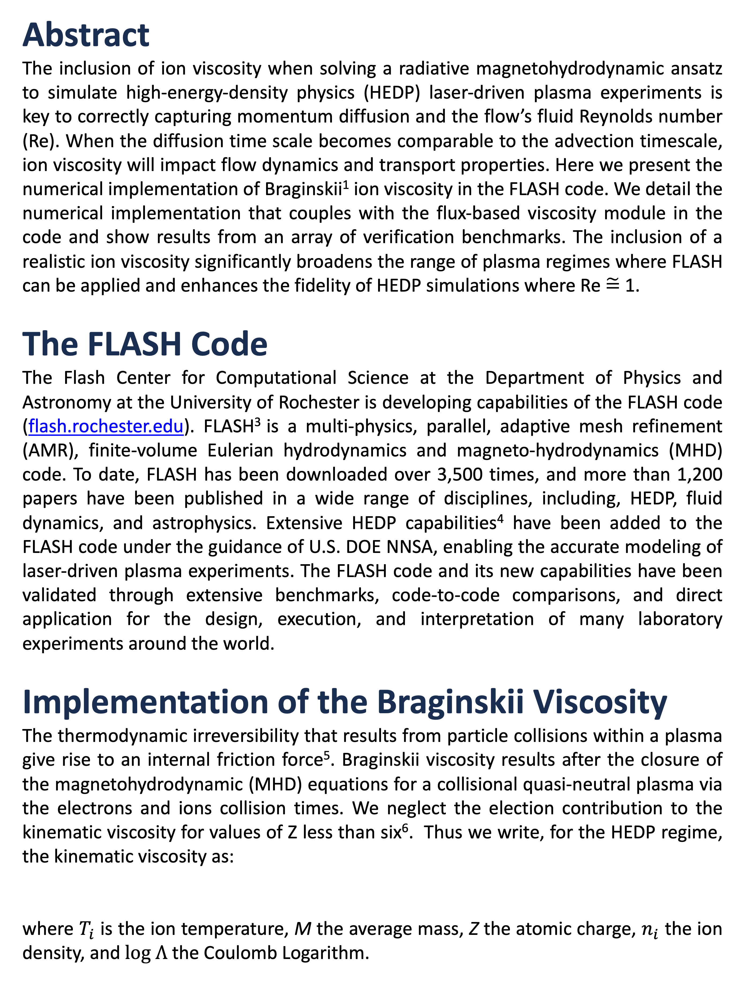 Abstract
The inclusion of ion viscosity when solving a radiative magnetohydrodynamic ansatz
to simulate high-energy-density physics (HEDP) laser-driven plasma experiments is
key to correctly capturing momentum diffusion and the flow’s fluid Reynolds number
(Re). When the diffusion time scale becomes comparable to the advection timescale,
ion viscosity will impact flow dynamics and transport properties. Here we present the
numerical implementation of Braginskii¹ ion viscosity in the FLASH code. We detail the
numerical implementation that couples with the flux-based viscosity module in the
code and show results from an array of verification benchmarks. The inclusion of a
realistic ion viscosity significantly broadens the range of plasma regimes where FLASH
can be applied and enhances the fidelity of HEDP simulations where Re ≅ 1.
The FLASH Code
The Flash Center for Computational Science at the Department of Physics and
Astronomy at the University of Rochester is developing capabilities of the FLASH code
(flash.rochester.edu). FLASH³ is a multi-physics, parallel, adaptive mesh refinement
(AMR), finite-volume Eulerian hydrodynamics and magneto-hydrodynamics (MHD)
code. To date, FLASH has been downloaded over 3,500 times, and more than 1,200
papers have been published in a wide range of disciplines, including, HEDP, fluid
dynamics, and astrophysics. Extensive HEDP capabilities⁴ have been added to the
FLASH code under the guidance of U.S. DOE NNSA, enabling the accurate modeling of
laser-driven plasma experiments. The FLASH code and its new capabilities have been
validated through extensive benchmarks, code-to-code comparisons, and direct
application for the design, execution, and interpretation of many laboratory
experiments around the world.
Implementation of the Braginskii Viscosity
The thermodynamic irreversibility that results from particle collisions within a plasma
give rise to an internal friction force⁵. Braginskii viscosity results after the closure of
the magnetohydrodynamic (MHD) equations for a collisional quasi-neutral plasma via
the electrons and ions collision times. We neglect the election contribution to the
kinematic viscosity for values of Z less than six⁶. Thus we write, for the HEDP regime,
the kinematic viscosity as:
where 𝑇ᵢ is the ion temperature, M the average mass, Z the atomic charge, 𝑛ᵢ the ion
density, and log Λ the Coulomb Logarithm.